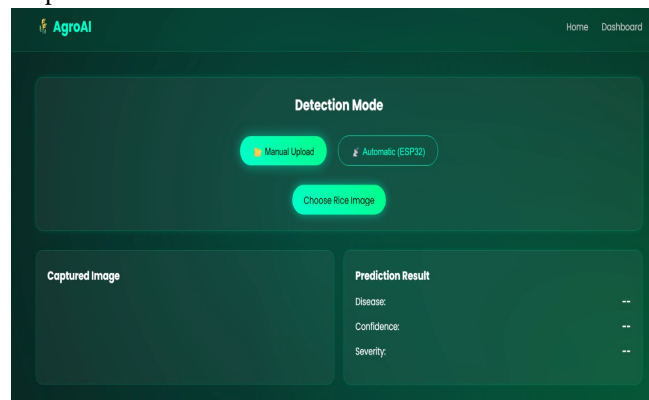 AgroAI
Home Dashboard
Detection Mode
Manual Upload
Automatic (ESP32)
Choose Rice Image
Captured Image
Prediction Result
Disease: --
Confidence: --
Severity: --